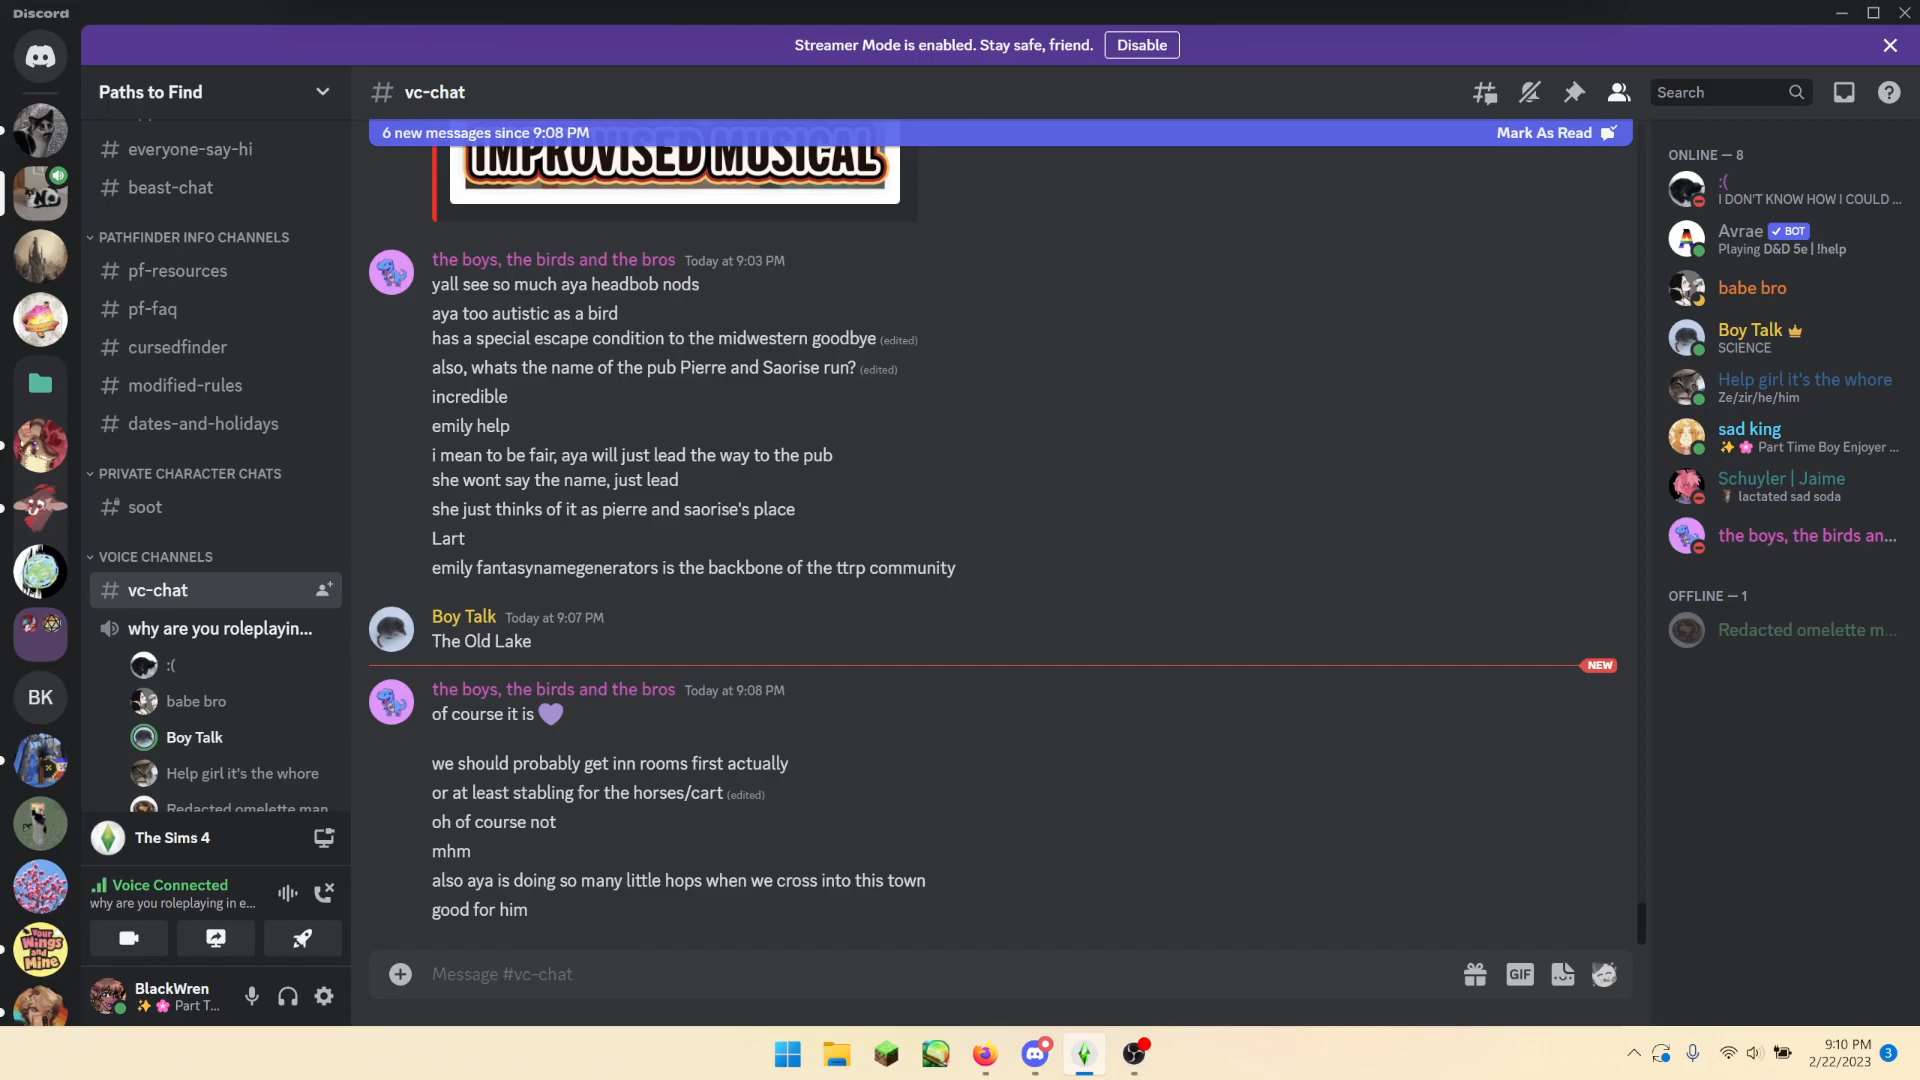 Discord
Streamer Mode is enabled. Stay safe, friend.
Disable
Paths to Find
vc-chat
Search
everyone-say-hi
beast-chat
PATHFINDER INFO CHANNELS
pf-resources
pf-faq
cursedfinder
modified-rules
dates-and-holidays
PRIVATE CHARACTER CHATS
soot
VOICE CHANNELS
vc-chat
why are you roleplayin...
:(
babe bro
Boy Talk
Help girl it's the whore
Redacted omelette man
The Sims 4
Voice Connected
why are you roleplaying in e...
BlackWren
✨ 🌸 Part T...
BK
Your Wings and Mine
6 new messages since 9:08 PM
Mark As Read
IMPROVISED MUSICAL
the boys, the birds and the bros Today at 9:03 PM
yall see so much aya headbob nods
aya too autistic as a bird
has a special escape condition to the midwestern goodbye (edited)
also, whats the name of the pub Pierre and Saorise run? (edited)
incredible
emily help
i mean to be fair, aya will just lead the way to the pub
she wont say the name, just lead
she just thinks of it as pierre and saorise's place
Lart
emily fantasynamegenerators is the backbone of the ttrp community
Boy Talk Today at 9:07 PM
The Old Lake
NEW
the boys, the birds and the bros Today at 9:08 PM
of course it is 💜
we should probably get inn rooms first actually
or at least stabling for the horses/cart (edited)
oh of course not
mhm
also aya is doing so many little hops when we cross into this town
good for him
Message #vc-chat
GIF
ONLINE — 8
:(
I DON'T KNOW HOW I COULD ...
Avrae ✓ BOT
Playing D&D 5e | !help
babe bro
Boy Talk
SCIENCE
Help girl it's the whore
Ze/zir/he/him
sad king
✨ 🌸 Part Time Boy Enjoyer ...
Schuyler | Jaime
lactated sad soda
the boys, the birds an...
OFFLINE — 1
Redacted omelette m...
9:10 PM
2/22/2023
3